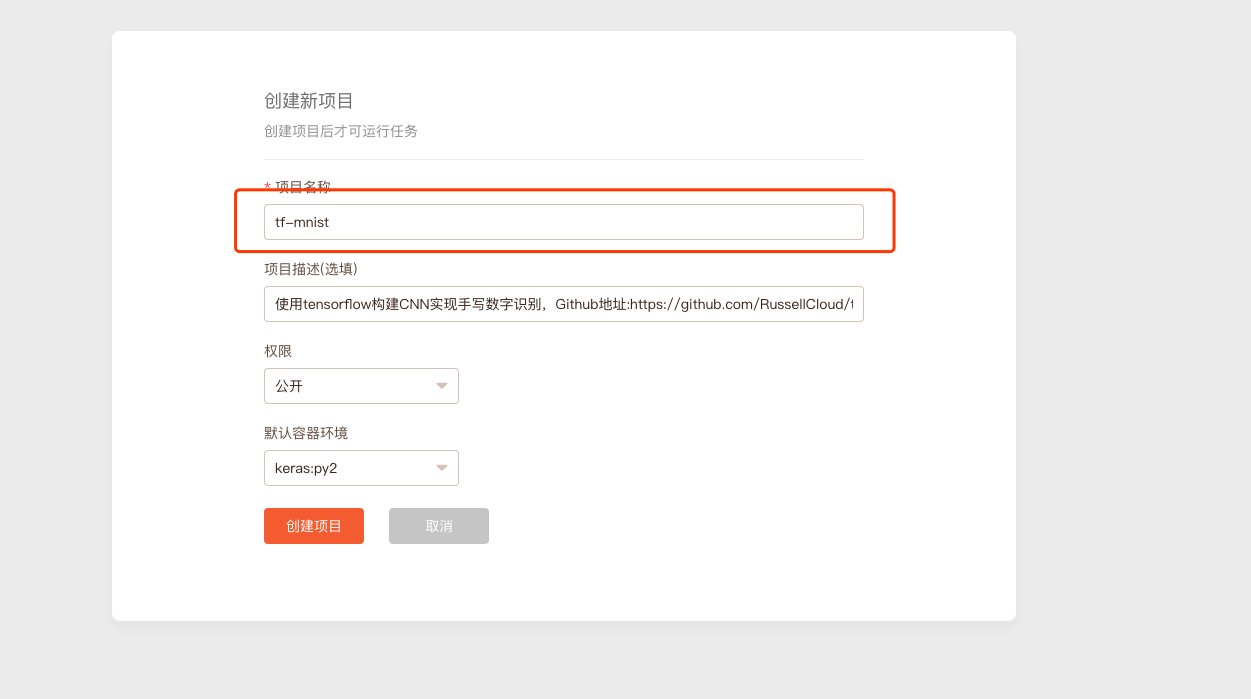 创建新项目
创建项目后才可运行任务
* 项目名称
tf-mnist
项目描述(选填)
使用tensorflow构建CNN实现手写数字识别，Github地址:https://github.com/RussellCloud/t
权限
公开
默认容器环境
keras:py2
创建项目 取消